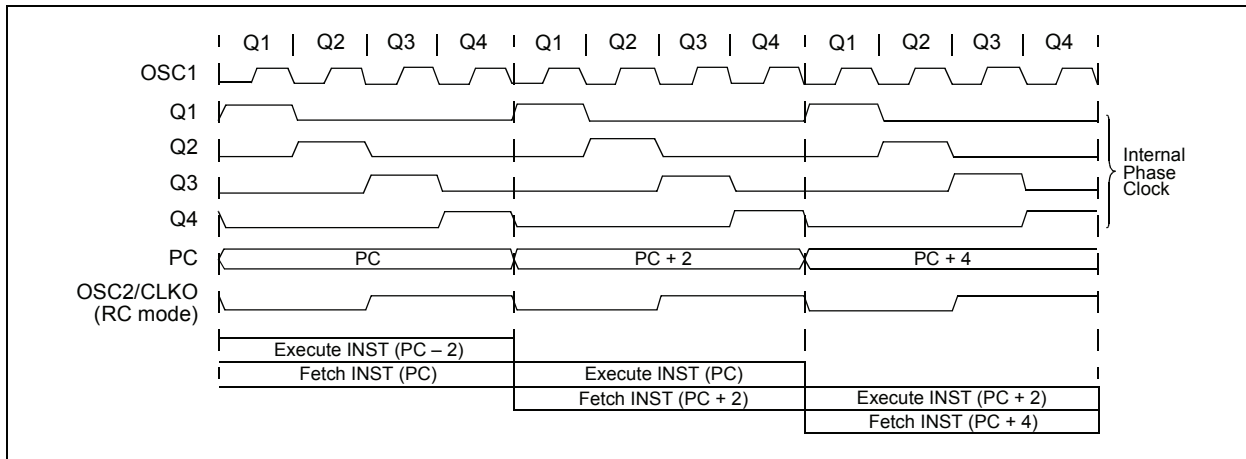 Q1 Q2 Q3 Q4 Q1 Q2 Q3 Q4 Q1 Q2 Q3 Q4
OSC1
Q1
Q2
Q3
Q4
Internal
Phase
Clock
PC PC PC + 2 PC + 4
OSC2/CLKO
(RC mode)
Execute INST (PC – 2)
Fetch INST (PC) Execute INST (PC)
Fetch INST (PC + 2) Execute INST (PC + 2)
Fetch INST (PC + 4)